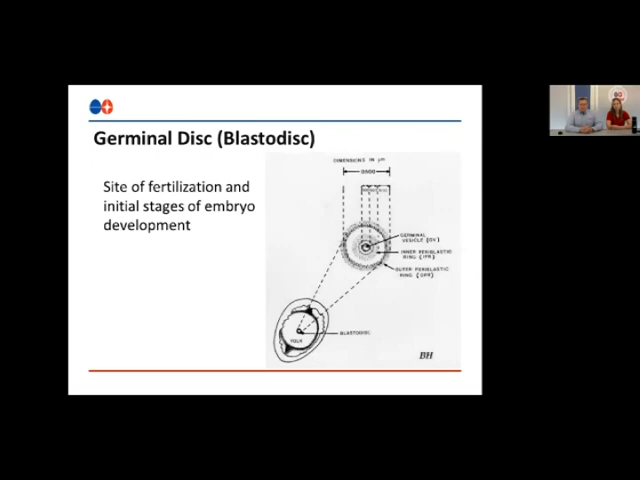 Germinal Disc (Blastodisc)
Site of fertilization and
initial stages of embryo
development
DIMENSIONS IN µm
3500
GERMINAL
VESICLE (GV)
INNER PERIBLASTIC
RING (IPR)
OUTER PERIBLASTIC
RING (OPR)
BLASTODISC
YOLK
BH